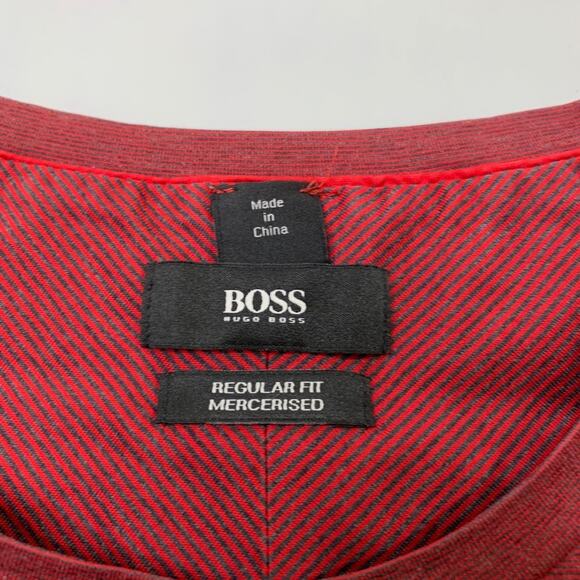 Made
in
China
BOSS
HUGO BOSS
REGULAR FIT
MERCERISED